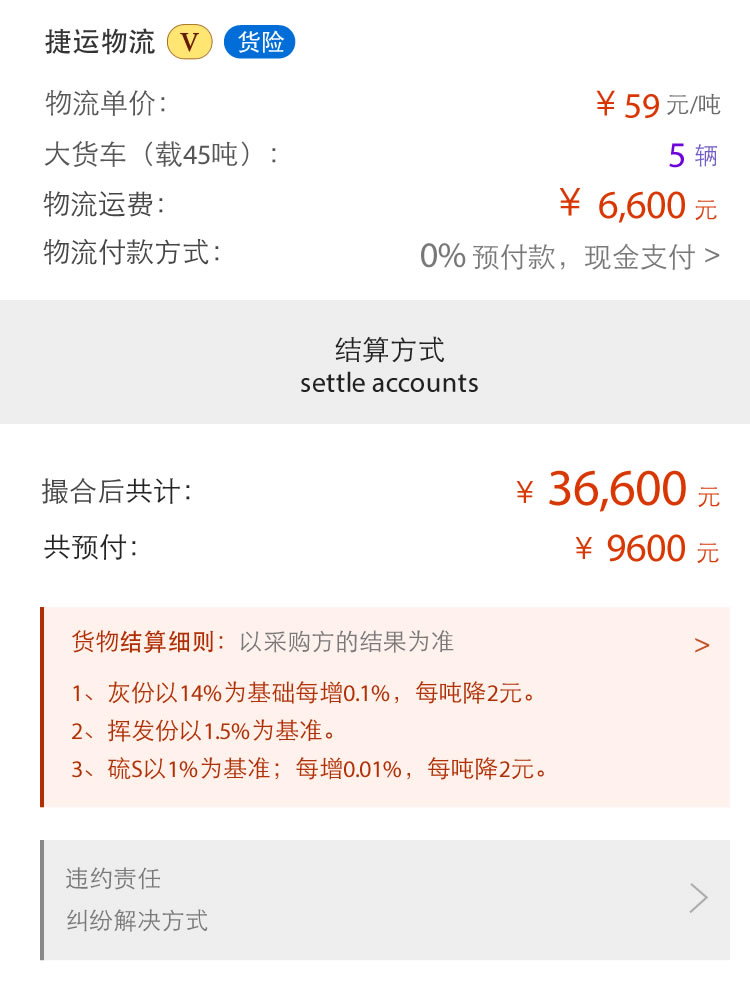 捷运物流 V 货险
物流单价： ¥ 59 元/吨
大货车（载45吨）： 5 辆
物流运费： ¥ 6,600 元
物流付款方式： 0% 预付款，现金支付 >
结算方式
settle accounts
撮合后共计： ¥ 36,600 元
共预付： ¥ 9600 元
货物结算细则：以采购方的结果为准 >
1、灰份以14%为基础每增0.1%，每吨降2元。
2、挥发份以1.5%为基准。
3、硫S以1%为基准；每增0.01%，每吨降2元。
违约责任
纠纷解决方式